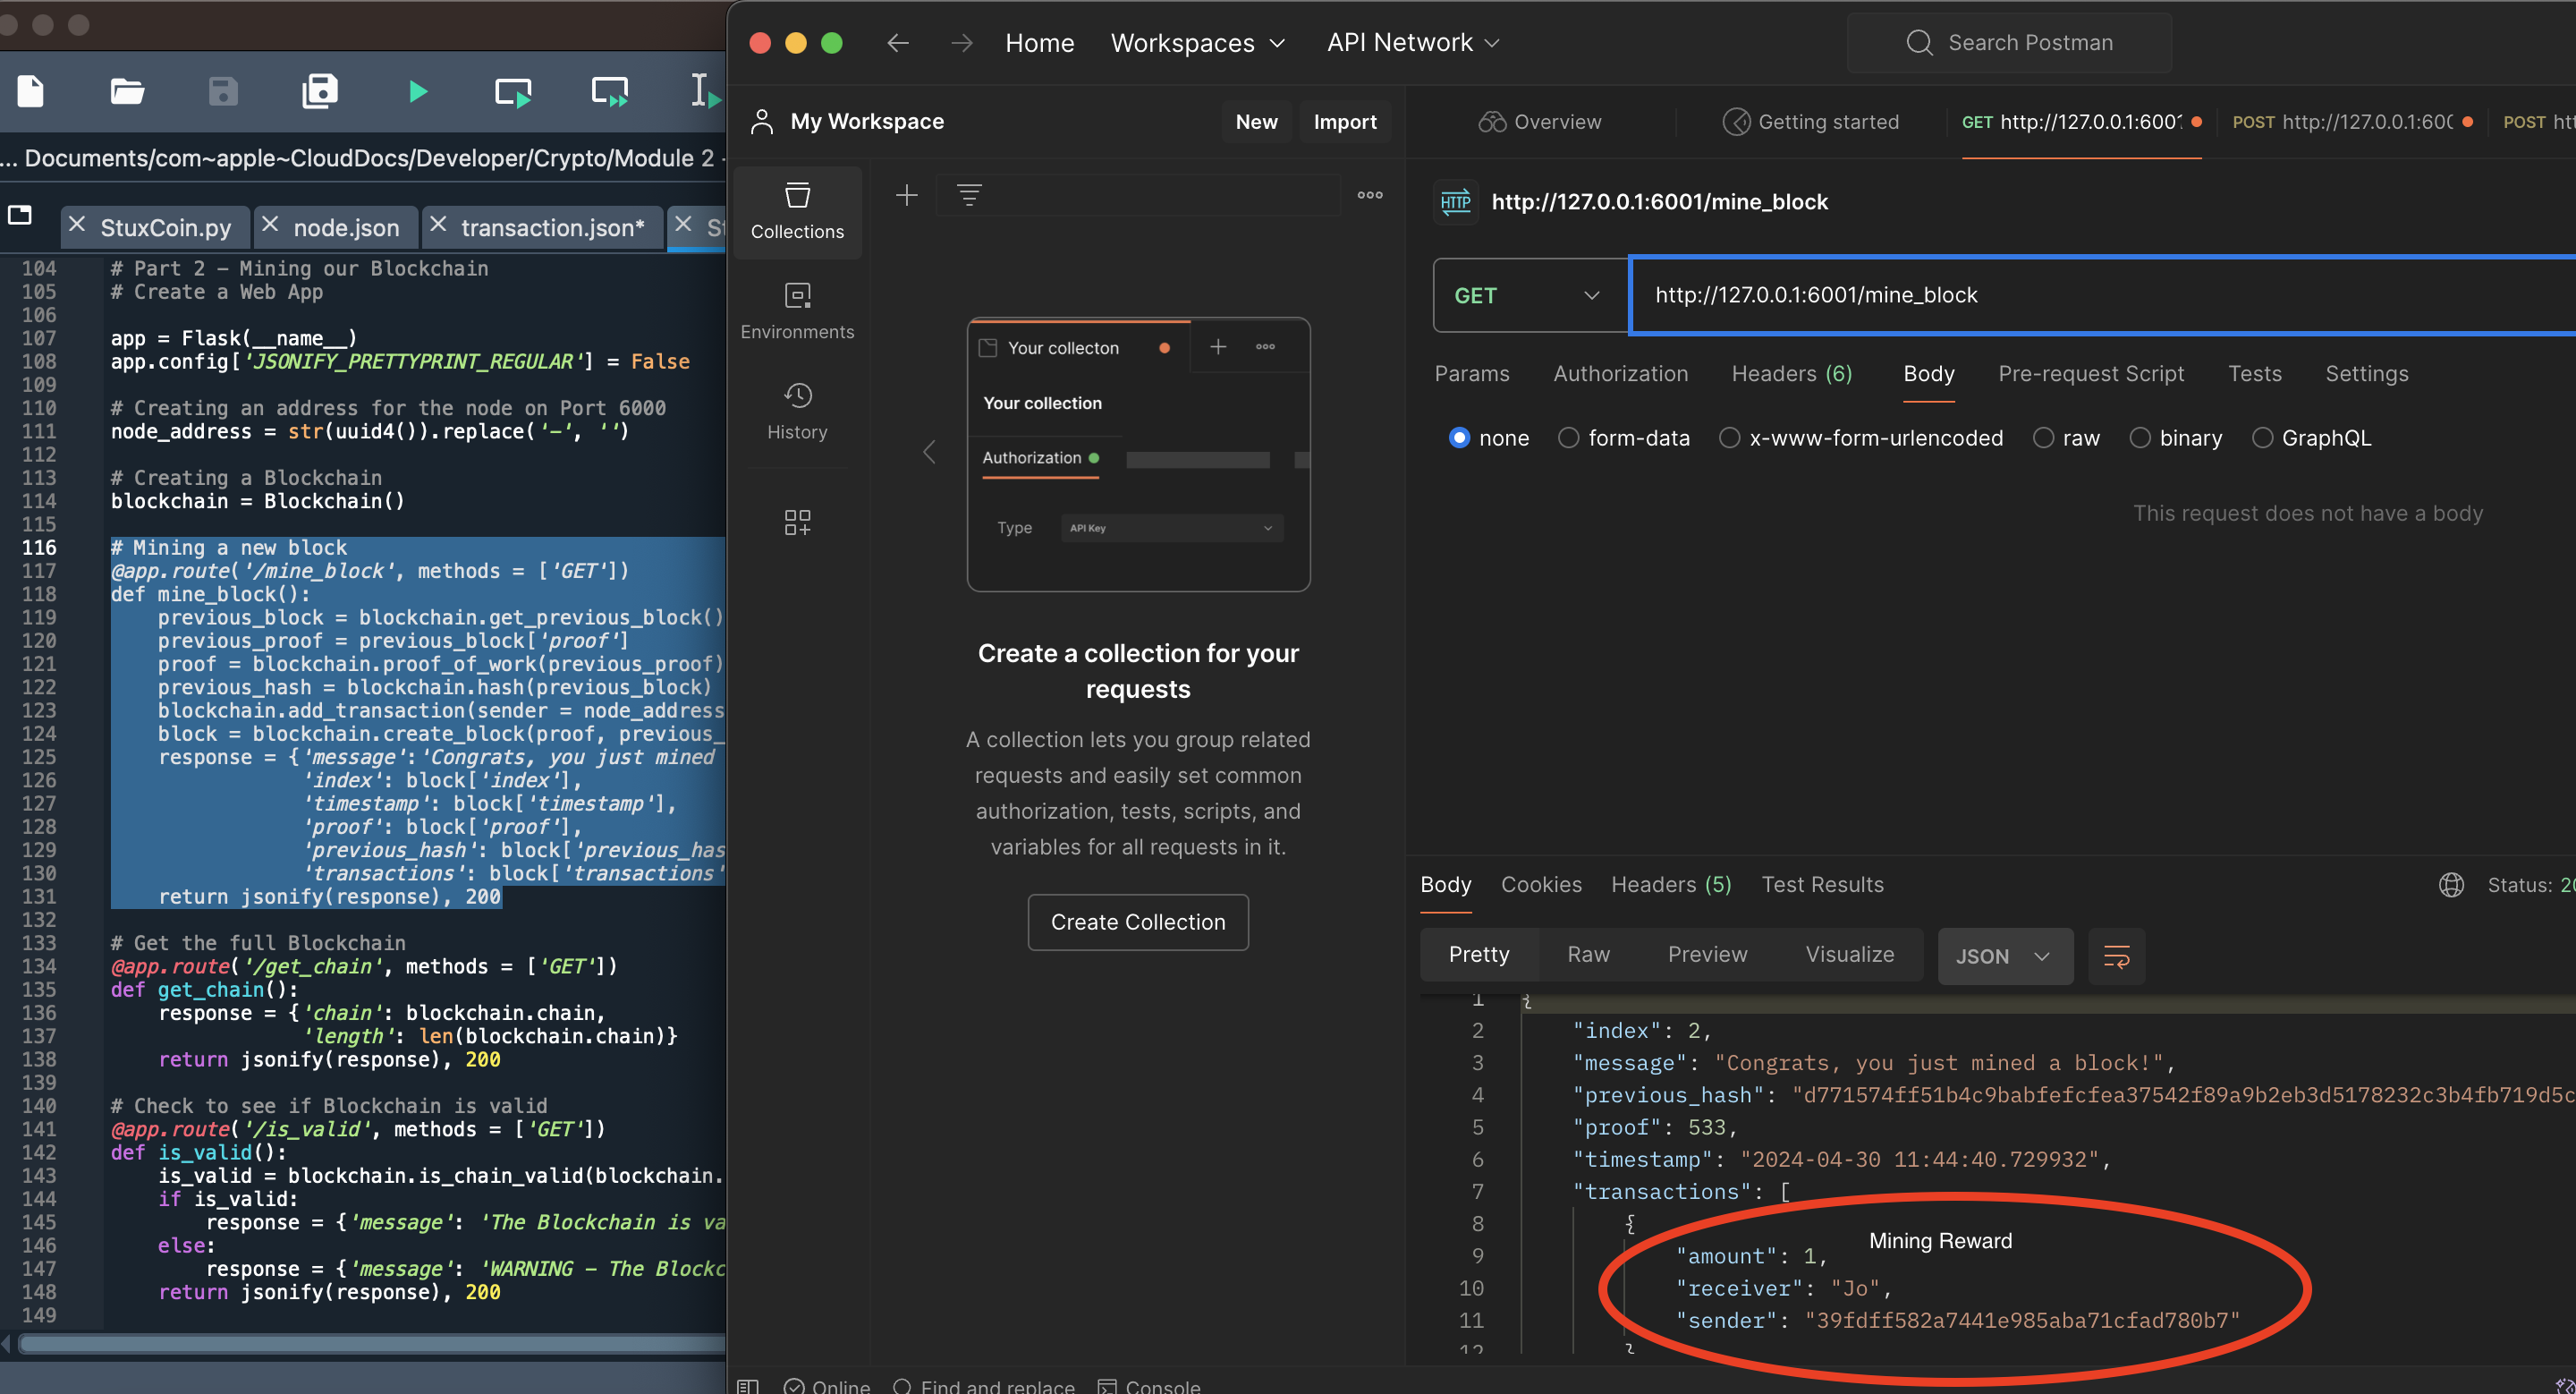 ... Documents/com~apple~CloudDocs/Developer/Crypto/Module 2 -
StuxCoin.py
node.json
transaction.json*
St
104 # Part 2 - Mining our Blockchain
105 # Create a Web App
106
107 app = Flask(__name__)
108 app.config['JSONIFY_PRETTYPRINT_REGULAR'] = False
109
110 # Creating an address for the node on Port 6000
111 node_address = str(uuid4()).replace('-', '')
112
113 # Creating a Blockchain
114 blockchain = Blockchain()
115
116 # Mining a new block
117 @app.route('/mine_block', methods = ['GET'])
118 def mine_block():
119 previous_block = blockchain.get_previous_block()
120 previous_proof = previous_block['proof']
121 proof = blockchain.proof_of_work(previous_proof)
122 previous_hash = blockchain.hash(previous_block)
123 blockchain.add_transaction(sender = node_address
124 block = blockchain.create_block(proof, previous_
125 response = {'message':'Congrats, you just mined
126 'index': block['index'],
127 'timestamp': block['timestamp'],
128 'proof': block['proof'],
129 'previous_hash': block['previous_has
130 'transactions': block['transactions'
131 return jsonify(response), 200
132
133 # Get the full Blockchain
134 @app.route('/get_chain', methods = ['GET'])
135 def get_chain():
136 response = {'chain': blockchain.chain,
137 'length': len(blockchain.chain)}
138 return jsonify(response), 200
139
140 # Check to see if Blockchain is valid
141 @app.route('/is_valid', methods = ['GET'])
142 def is_valid():
143 is_valid = blockchain.is_chain_valid(blockchain.
144 if is_valid:
145 response = {'message': 'The Blockchain is va
146 else:
147 response = {'message': 'WARNING - The Blockc
148 return jsonify(response), 200
149
Home Workspaces API Network
Search Postman
My Workspace New Import
Overview
Getting started
GET http://127.0.0.1:6001
POST http://127.0.0.1:600
POST htt
Collections
Environments
History
Your collecton
Your collection
Authorization
Type API Key
Create a collection for your
requests
A collection lets you group related
requests and easily set common
authorization, tests, scripts, and
variables for all requests in it.
Create Collection
HTTP http://127.0.0.1:6001/mine_block
GET http://127.0.0.1:6001/mine_block
Params Authorization Headers (6) Body Pre-request Script Tests Settings
none form-data x-www-form-urlencoded raw binary GraphQL
This request does not have a body
Body Cookies Headers (5) Test Results Status: 20
Pretty Raw Preview Visualize JSON
1 {
2 "index": 2,
3 "message": "Congrats, you just mined a block!",
4 "previous_hash": "d771574ff51b4c9babfefcfea37542f89a9b2eb3d5178232c3b4fb719d5c
5 "proof": 533,
6 "timestamp": "2024-04-30 11:44:40.729932",
7 "transactions": [
8 {
Mining Reward
9 "amount": 1,
10 "receiver": "Jo",
11 "sender": "39fdff582a7441e985aba71cfad780b7"
12 }
Online Find and replace Console